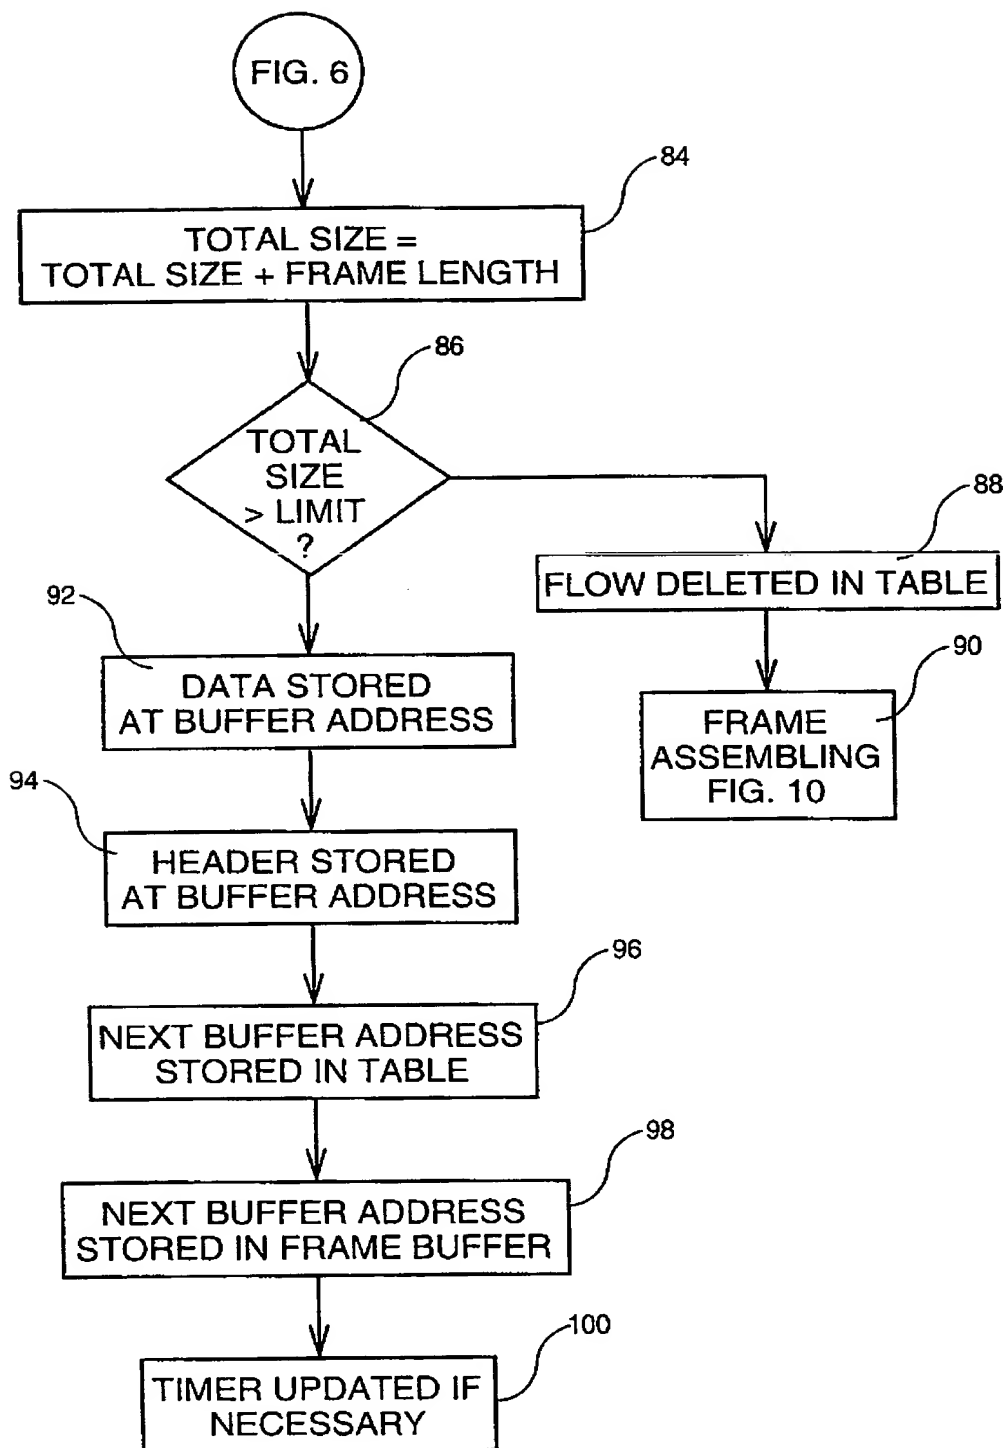 FIG. 6
84
TOTAL SIZE =
TOTAL SIZE + FRAME LENGTH
86
TOTAL
SIZE
> LIMIT
?
88
FLOW DELETED IN TABLE
90
FRAME
ASSEMBLING
FIG. 10
92
DATA STORED
AT BUFFER ADDRESS
94
HEADER STORED
AT BUFFER ADDRESS
96
NEXT BUFFER ADDRESS
STORED IN TABLE
98
NEXT BUFFER ADDRESS
STORED IN FRAME BUFFER
100
TIMER UPDATED IF
NECESSARY